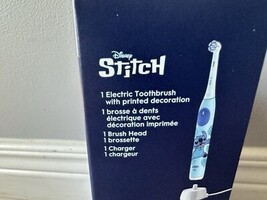 Disney
STITCH
1 Electric Toothbrush
with printed decoration
1 brosse à dents
électrique avec
décoration imprimée
1 Brush Head
1 brossette
1 Charger
1 chargeur